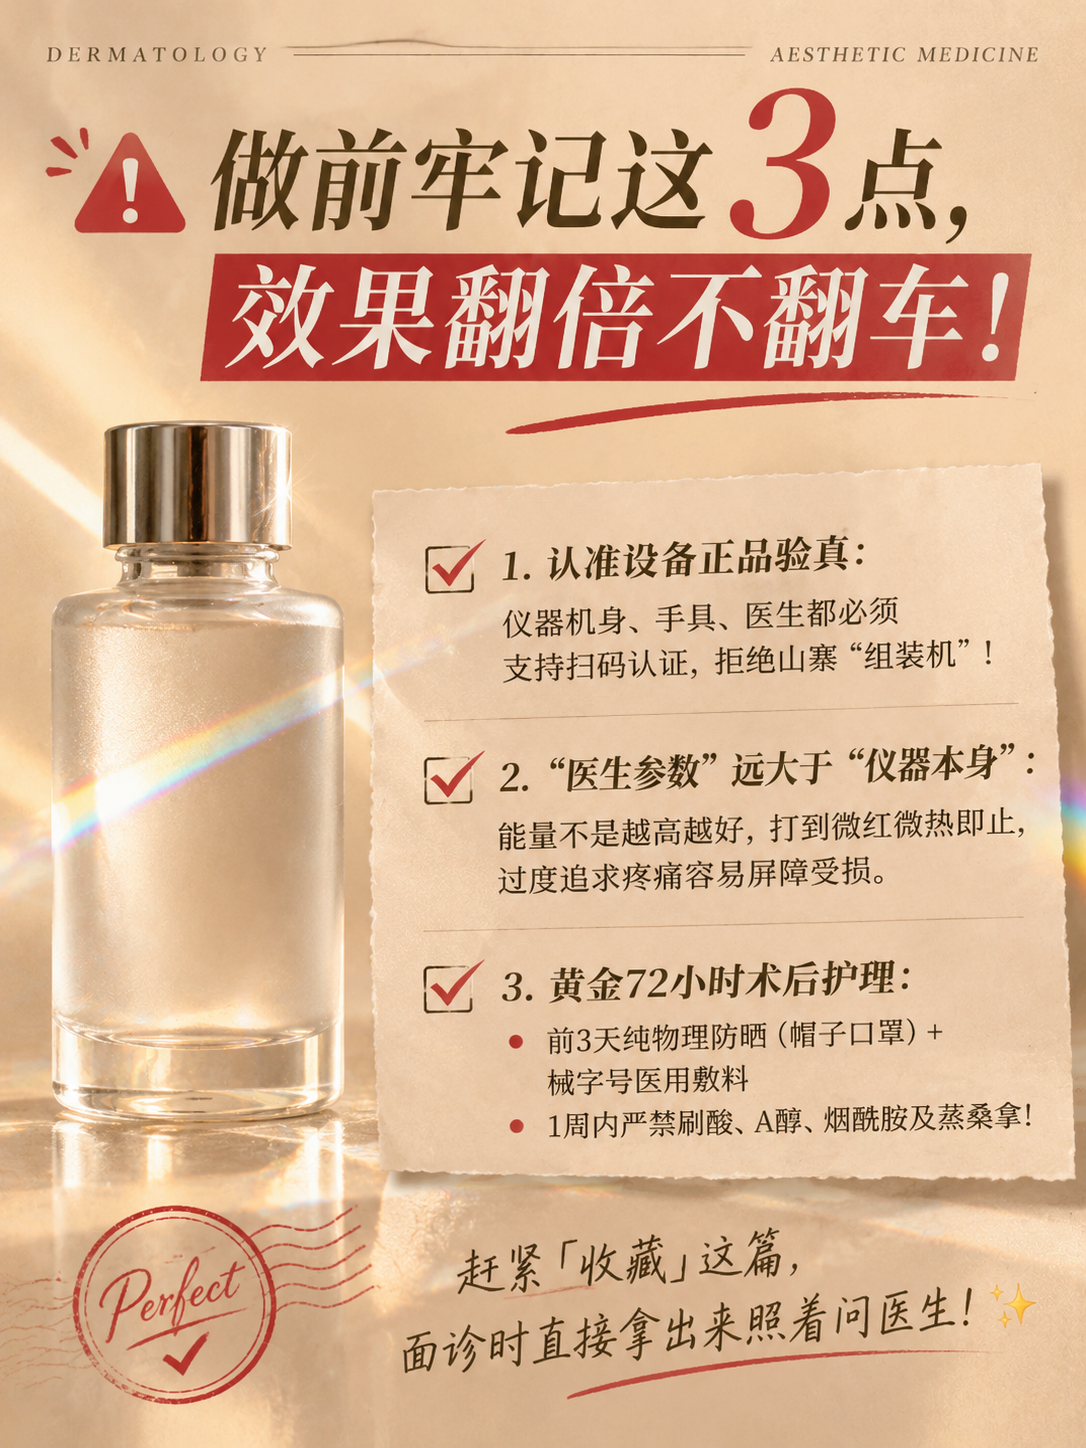 DERMATOLOGY
AESTHETIC MEDICINE
做前牢记这3点，
效果翻倍不翻车！
1. 认准设备正品验真：
仪器机身、手具、医生都必须
支持扫码认证，拒绝山寨“组装机”！
2. “医生参数”远大于“仪器本身”：
能量不是越高越好，打到微红微热即止，
过度追求疼痛容易屏障受损。
3. 黄金72小时术后护理：
前3天纯物理防晒（帽子口罩）+
械字号医用敷料
1周内严禁刷酸、A醇、烟酰胺及蒸桑拿！
赶紧「收藏」这篇，
面诊时直接拿出来照着问医生！
Perfect